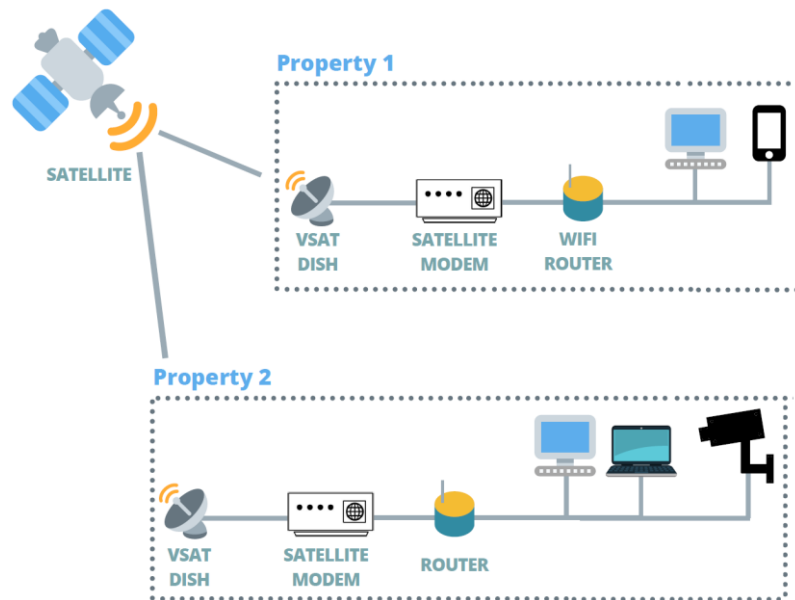 Property 1
SATELLITE
VSAT
DISH
SATELLITE
MODEM
WIFI
ROUTER
Property 2
VSAT
DISH
SATELLITE
MODEM
ROUTER